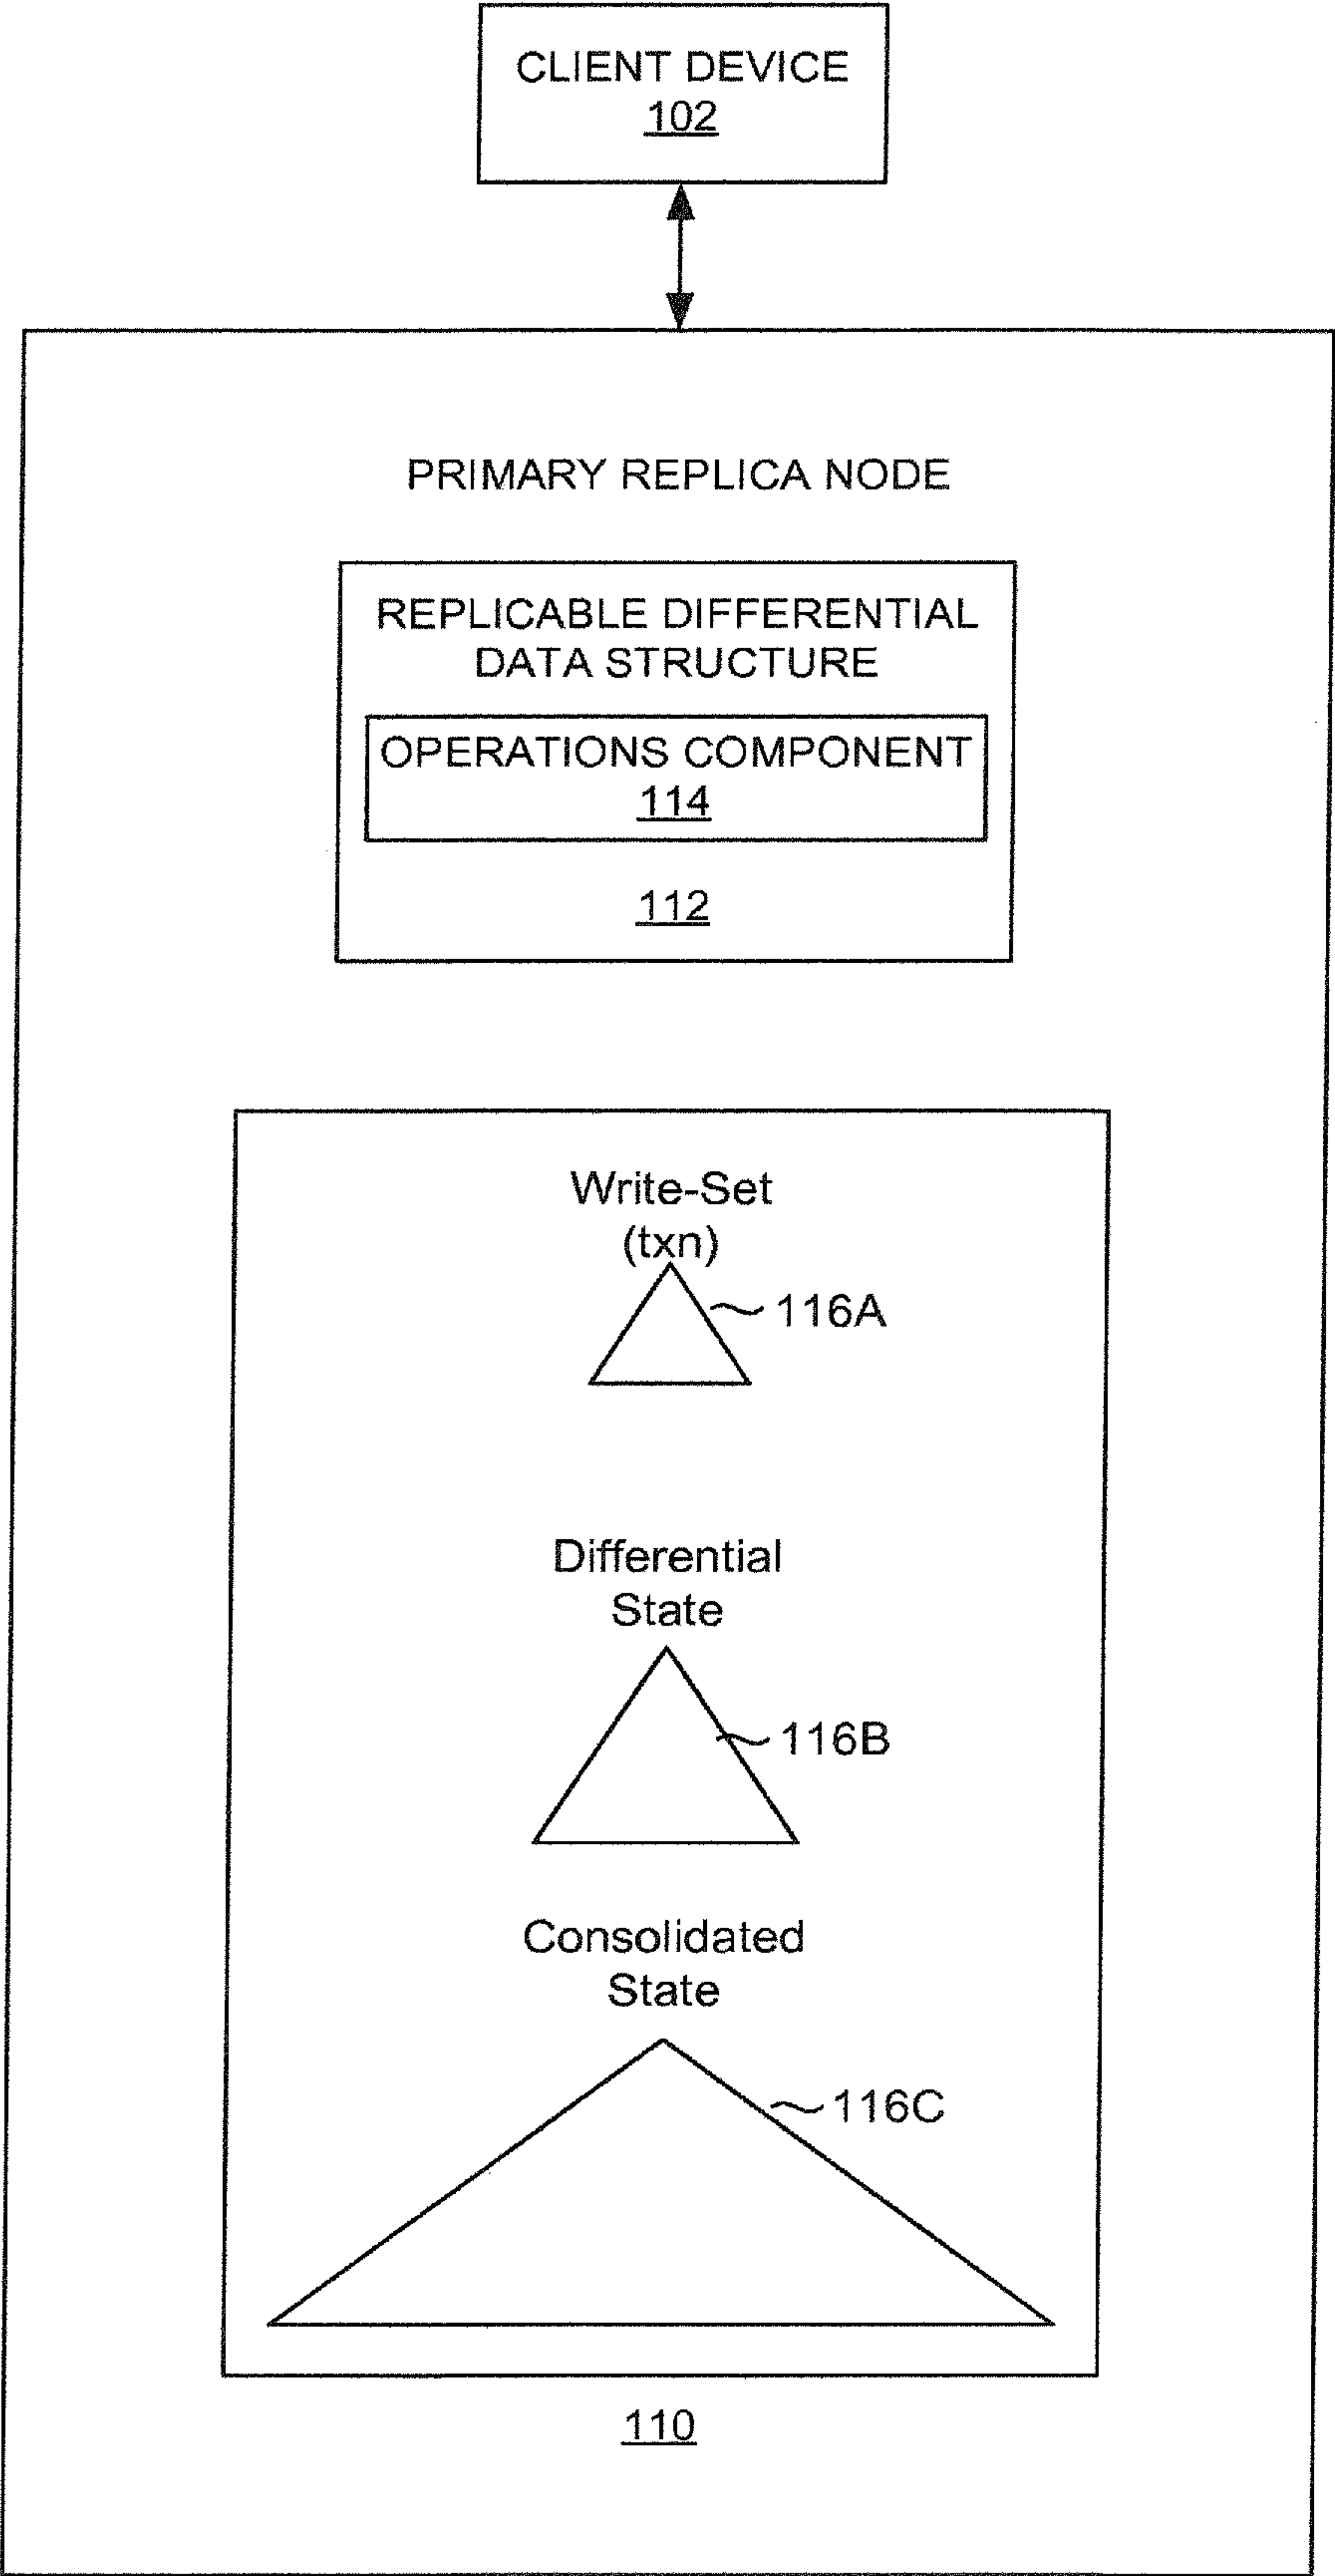 CLIENT DEVICE
102
PRIMARY REPLICA NODE
REPLICABLE DIFFERENTIAL
DATA STRUCTURE
OPERATIONS COMPONENT
114
112
Write-Set
(txn)
116A
Differential
State
116B
Consolidated
State
116C
110